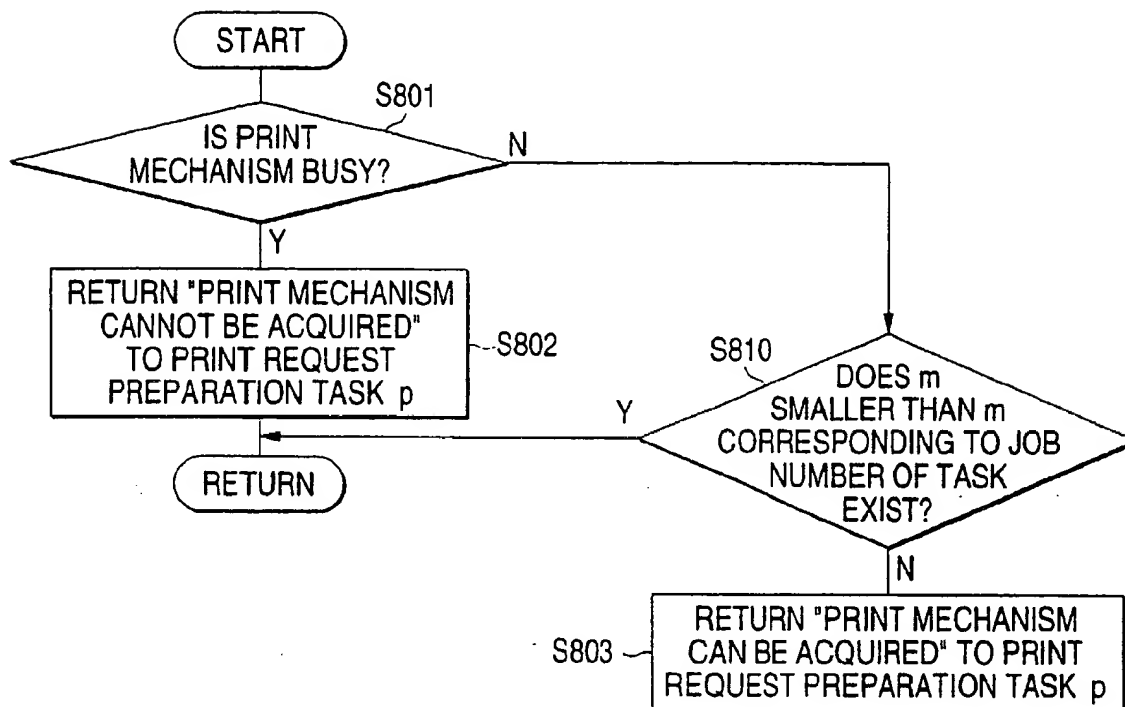 START
S801
IS PRINT
MECHANISM BUSY?
N
Y
RETURN "PRINT MECHANISM
CANNOT BE ACQUIRED"
TO PRINT REQUEST
PREPARATION TASK p
S802
RETURN
S810
DOES m
SMALLER THAN m
CORRESPONDING TO JOB
NUMBER OF TASK
EXIST?
Y
N
RETURN "PRINT MECHANISM
CAN BE ACQUIRED" TO PRINT
REQUEST PREPARATION TASK p
S803